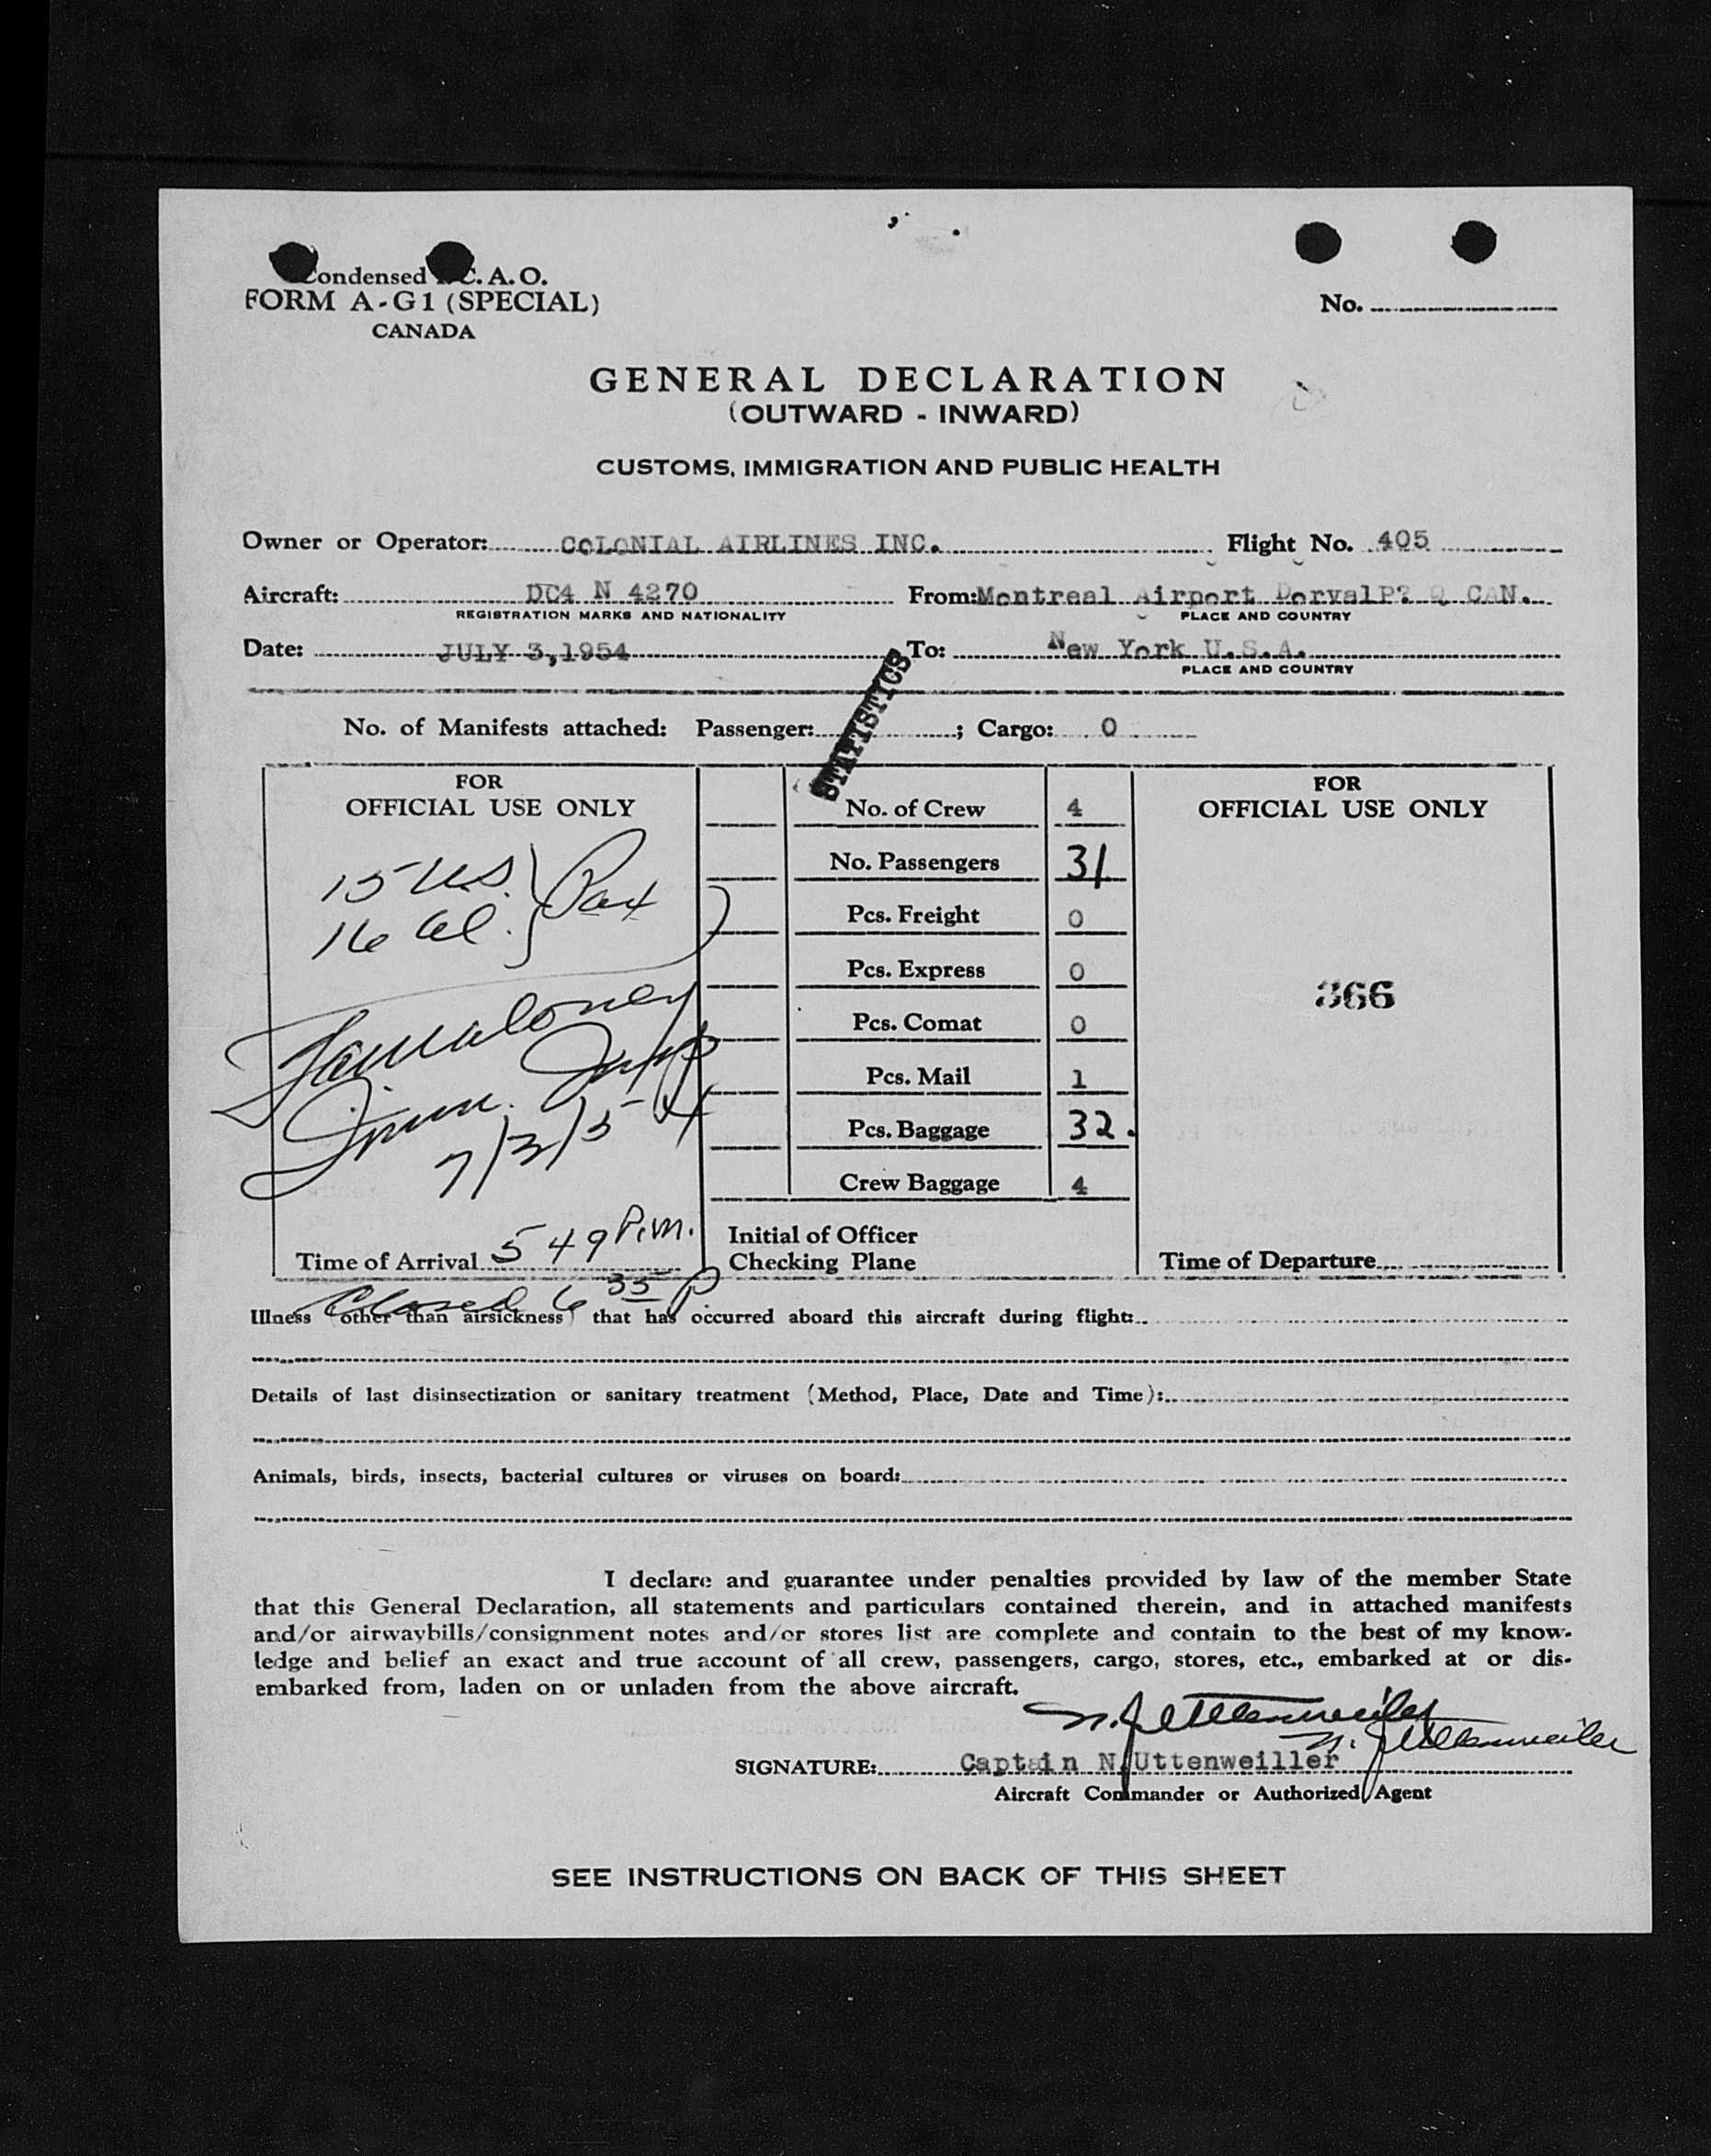 Condensed I.C.A.O.
FORM A-G1 (SPECIAL)
CANADA
No.
GENERAL DECLARATION
(OUTWARD - INWARD)
CUSTOMS, IMMIGRATION AND PUBLIC HEALTH
Owner or Operator: COLONIAL AIRLINES INC. Flight No. 405
Aircraft: DC4 N 4270 From: Montreal Airport Dorval P? Q CAN.
REGISTRATION MARKS AND NATIONALITY PLACE AND COUNTRY
Date: JULY 3,1954 To: New York U.S.A.
PLACE AND COUNTRY
STATISTICS
No. of Manifests attached: Passenger: ; Cargo: 0
FOR
OFFICIAL USE ONLY
15 US.
16 al. } Pax
Imm. Insp
7/3/54
Time of Arrival 5 49 P.m.
Closed 6 35 P
No. of Crew 4
No. Passengers 31
Pcs. Freight 0
Pcs. Express 0
Pcs. Comat 0
Pcs. Mail 1
Pcs. Baggage 32.
Crew Baggage 4
Initial of Officer
Checking Plane
FOR
OFFICIAL USE ONLY
366
Time of Departure
Illness (other than airsickness) that has occurred aboard this aircraft during flight:
Details of last disinsectization or sanitary treatment (Method, Place, Date and Time):
Animals, birds, insects, bacterial cultures or viruses on board:
I declare and guarantee under penalties provided by law of the member State
that this General Declaration, all statements and particulars contained therein, and in attached manifests
and/or airwaybills/consignment notes and/or stores list are complete and contain to the best of my know-
ledge and belief an exact and true account of all crew, passengers, cargo, stores, etc., embarked at or dis-
embarked from, laden on or unladen from the above aircraft.
N. J Uttenweiler
N. J Uttenweiler
SIGNATURE: Captain N. Uttenweiller
Aircraft Commander or Authorized Agent
SEE INSTRUCTIONS ON BACK OF THIS SHEET